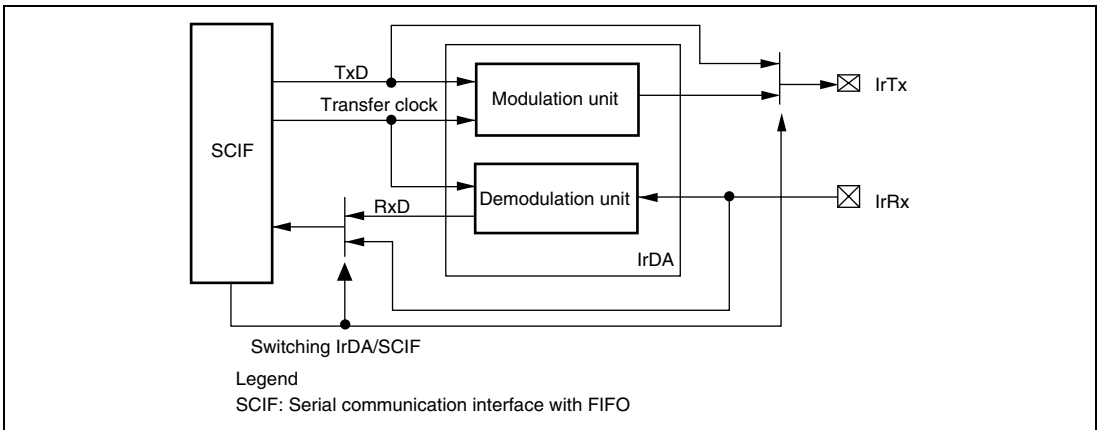 TxD
IrTx
Modulation unit
Transfer clock
SCIF
Demodulation unit
IrRx
RxD
IrDA
Switching IrDA/SCIF
Legend
SCIF: Serial communication interface with FIFO